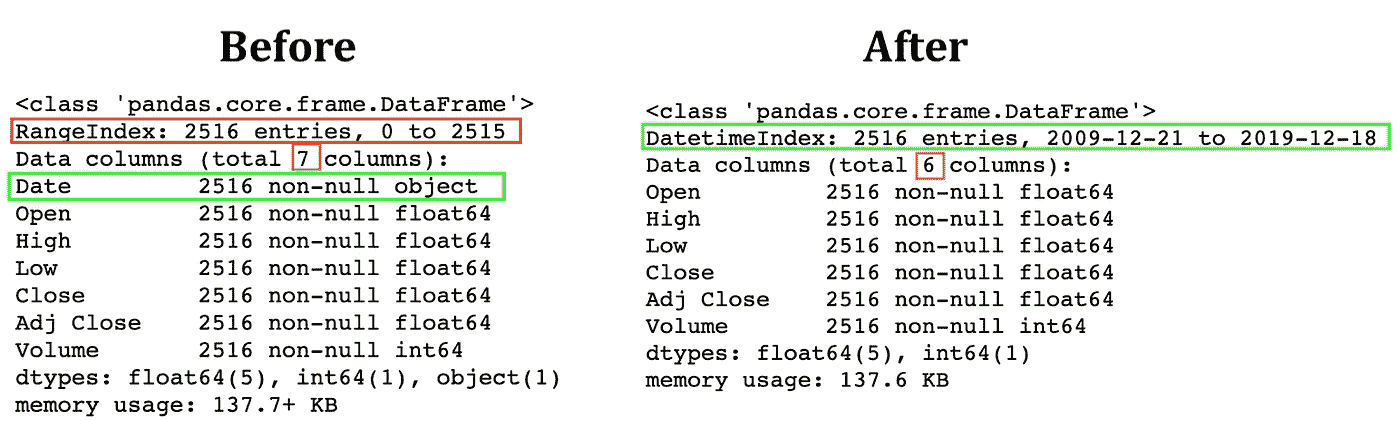 Before
<class 'pandas.core.frame.DataFrame'>
RangeIndex: 2516 entries, 0 to 2515
Data columns (total 7 columns):
Date 2516 non-null object
Open 2516 non-null float64
High 2516 non-null float64
Low 2516 non-null float64
Close 2516 non-null float64
Adj Close 2516 non-null float64
Volume 2516 non-null int64
dtypes: float64(5), int64(1), object(1)
memory usage: 137.7+ KB
After
<class 'pandas.core.frame.DataFrame'>
DatetimeIndex: 2516 entries, 2009-12-21 to 2019-12-18
Data columns (total 6 columns):
Open 2516 non-null float64
High 2516 non-null float64
Low 2516 non-null float64
Close 2516 non-null float64
Adj Close 2516 non-null float64
Volume 2516 non-null int64
dtypes: float64(5), int64(1)
memory usage: 137.6 KB